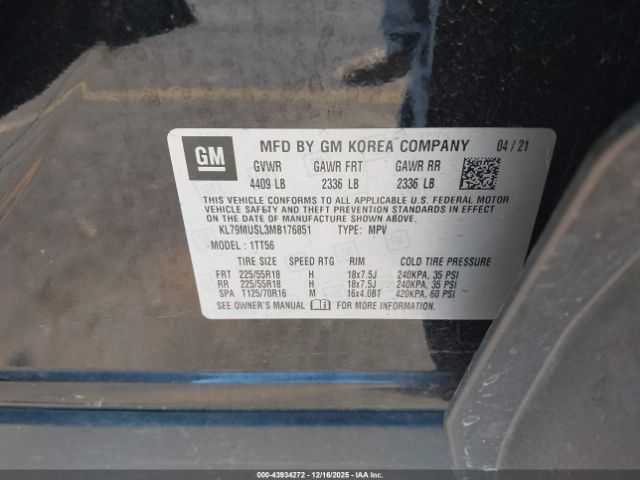 GM
MFD BY GM KOREA COMPANY 04 / 21
GVWR GAWR FRT GAWR RR
4409 LB 2336 LB 2336 LB
THIS VEHICLE CONFORMS TO ALL APPLICABLE U.S. FEDERAL MOTOR
VEHICLE SAFETY AND THEFT PREVENTION STANDARDS IN EFFECT
ON THE DATE OF MANUFACTURE SHOWN ABOVE.
KL79MUSL3MB176851 TYPE: MPV
MODEL: 1TT56
TIRE SIZE SPEED RTG RIM COLD TIRE PRESSURE
FRT 225/55R18 H 18x7.5J 240KPA, 35 PSI
RR 225/55R18 H 18x7.5J 240KPA, 35 PSI
SPA T125/70R16 M 16x4.0BT 420KPA, 60 PSI
SEE OWNER'S MANUAL FOR MORE INFORMATION.
000-43934272 - 12/16/2025 - IAA Inc.